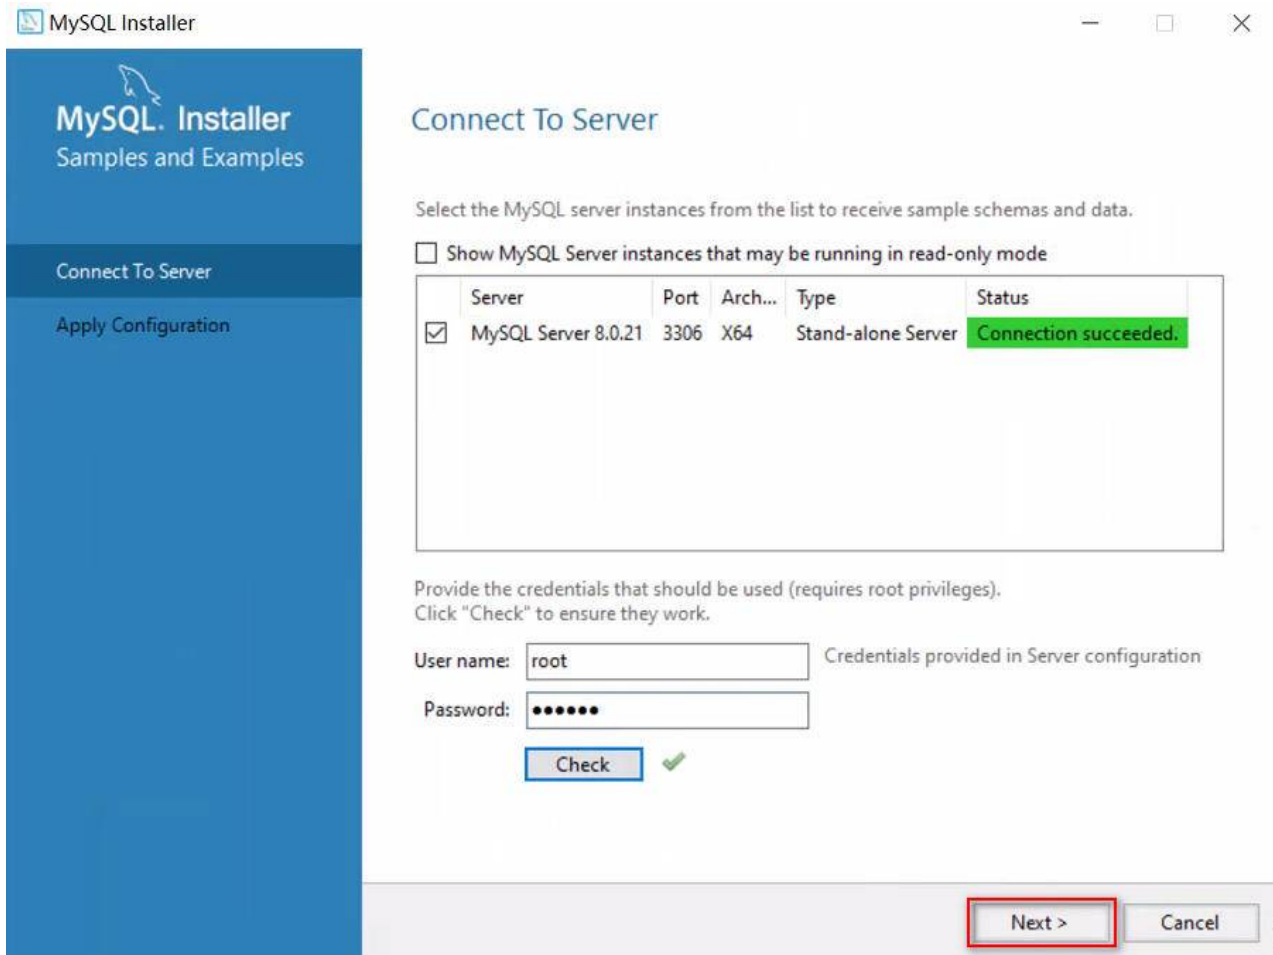 MySQL Installer
MySQL. Installer
Samples and Examples
Connect To Server
Apply Configuration
Connect To Server
Select the MySQL server instances from the list to receive sample schemas and data.
Show MySQL Server instances that may be running in read-only mode
Server Port Arch... Type Status
MySQL Server 8.0.21 3306 X64 Stand-alone Server Connection succeeded.
Provide the credentials that should be used (requires root privileges).
Click "Check" to ensure they work.
User name: root Credentials provided in Server configuration
Password: ●●●●●●
Check
Next > Cancel